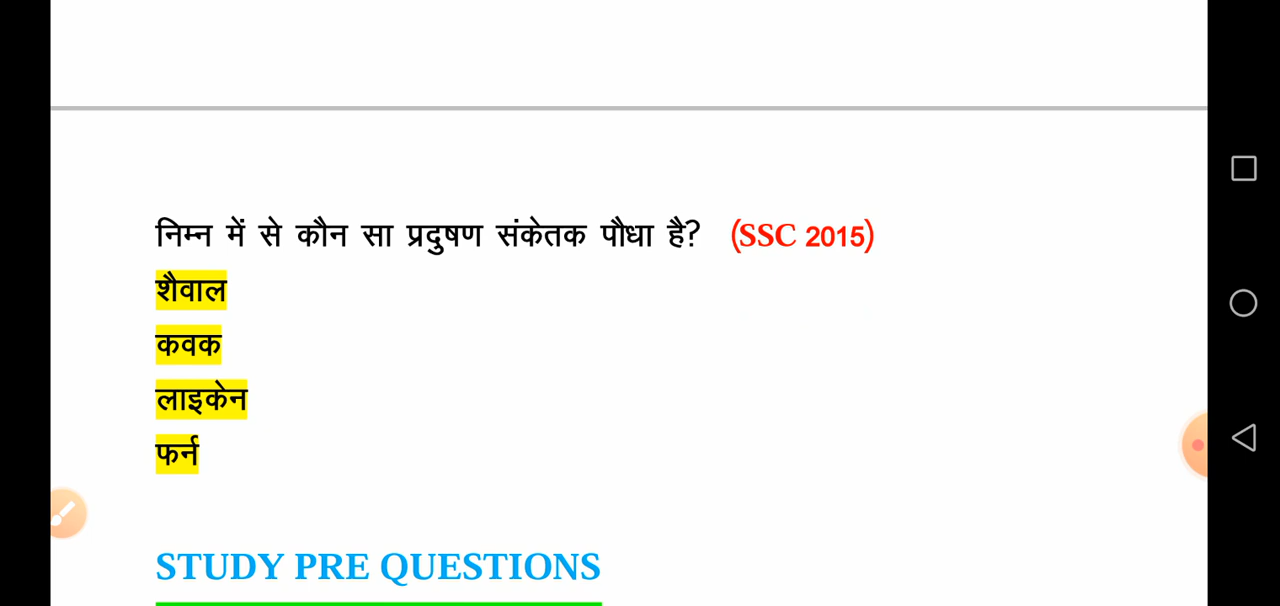 निम्न में से कौन सा प्रदुषण संकेतक पौधा है? (SSC 2015)
शैवाल
कवक
लाइकेन
फर्न
STUDY PRE QUESTIONS